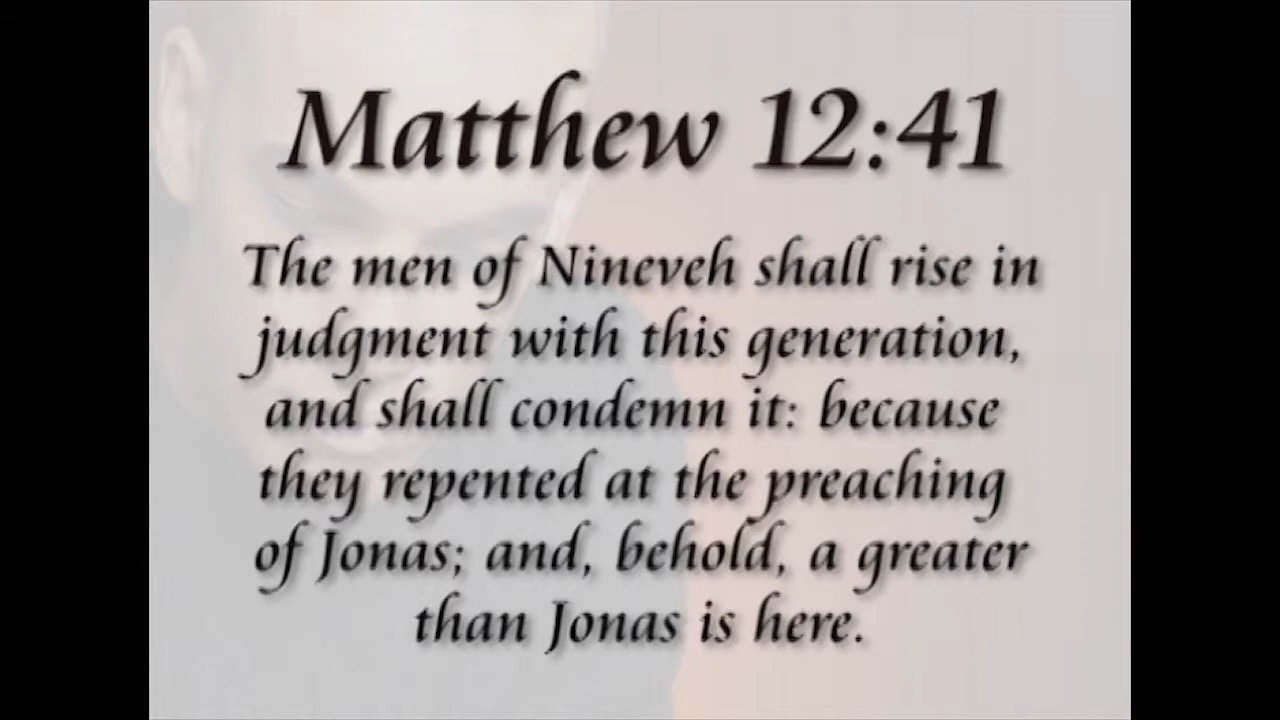 Matthew 12:41
The men of Nineveh shall rise in
judgment with this generation,
and shall condemn it: because
they repented at the preaching
of Jonas; and, behold, a greater
than Jonas is here.